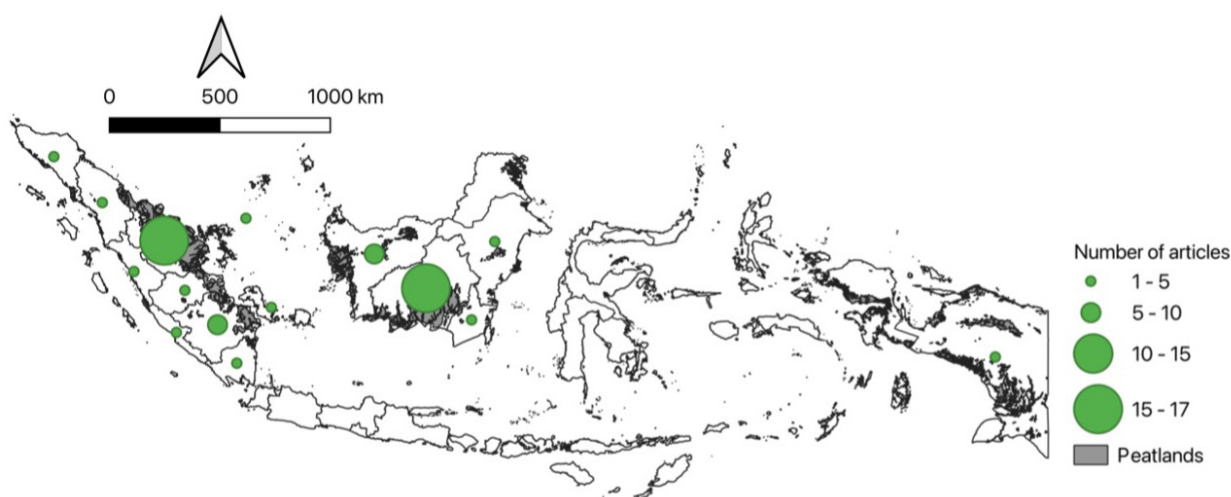 0 500 1000 km
Number of articles
1 - 5
5 - 10
10 - 15
15 - 17
Peatlands